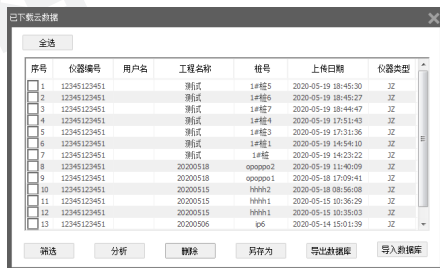 已下载云数据
全选
序号 仪器编号 用户名 工程名称 桩号 上传日期 仪器类型
1 12345123451 测试 1#桩5 2020-05-19 18:45:30 JZ
2 12345123451 测试 1#桩6 2020-05-19 18:45:27 JZ
3 12345123451 测试 1#桩7 2020-05-19 18:44:47 JZ
4 12345123451 测试 1#桩4 2020-05-19 17:51:43 JZ
5 12345123451 测试 1#桩3 2020-05-19 17:31:36 JZ
6 12345123451 测试 1#桩1 2020-05-19 14:54:10 JZ
7 12345123451 测试 1#桩 2020-05-19 14:23:22 JZ
8 12345123451 20200518 opoppo2 2020-05-19 11:40:09 JZ
9 12345123451 20200518 opoppo1 2020-05-18 17:09:41 JZ
10 12345123451 20200515 hhhh2 2020-05-18 08:56:08 JZ
11 12345123451 20200515 hhhh1 2020-05-15 10:36:29 JZ
12 12345123451 20200515 hhhh1 2020-05-15 10:35:03 JZ
13 12345123451 20200506 ip6 2020-05-14 15:01:39 JZ
筛选 分析 删除 另存为 导出数据库 导入数据库